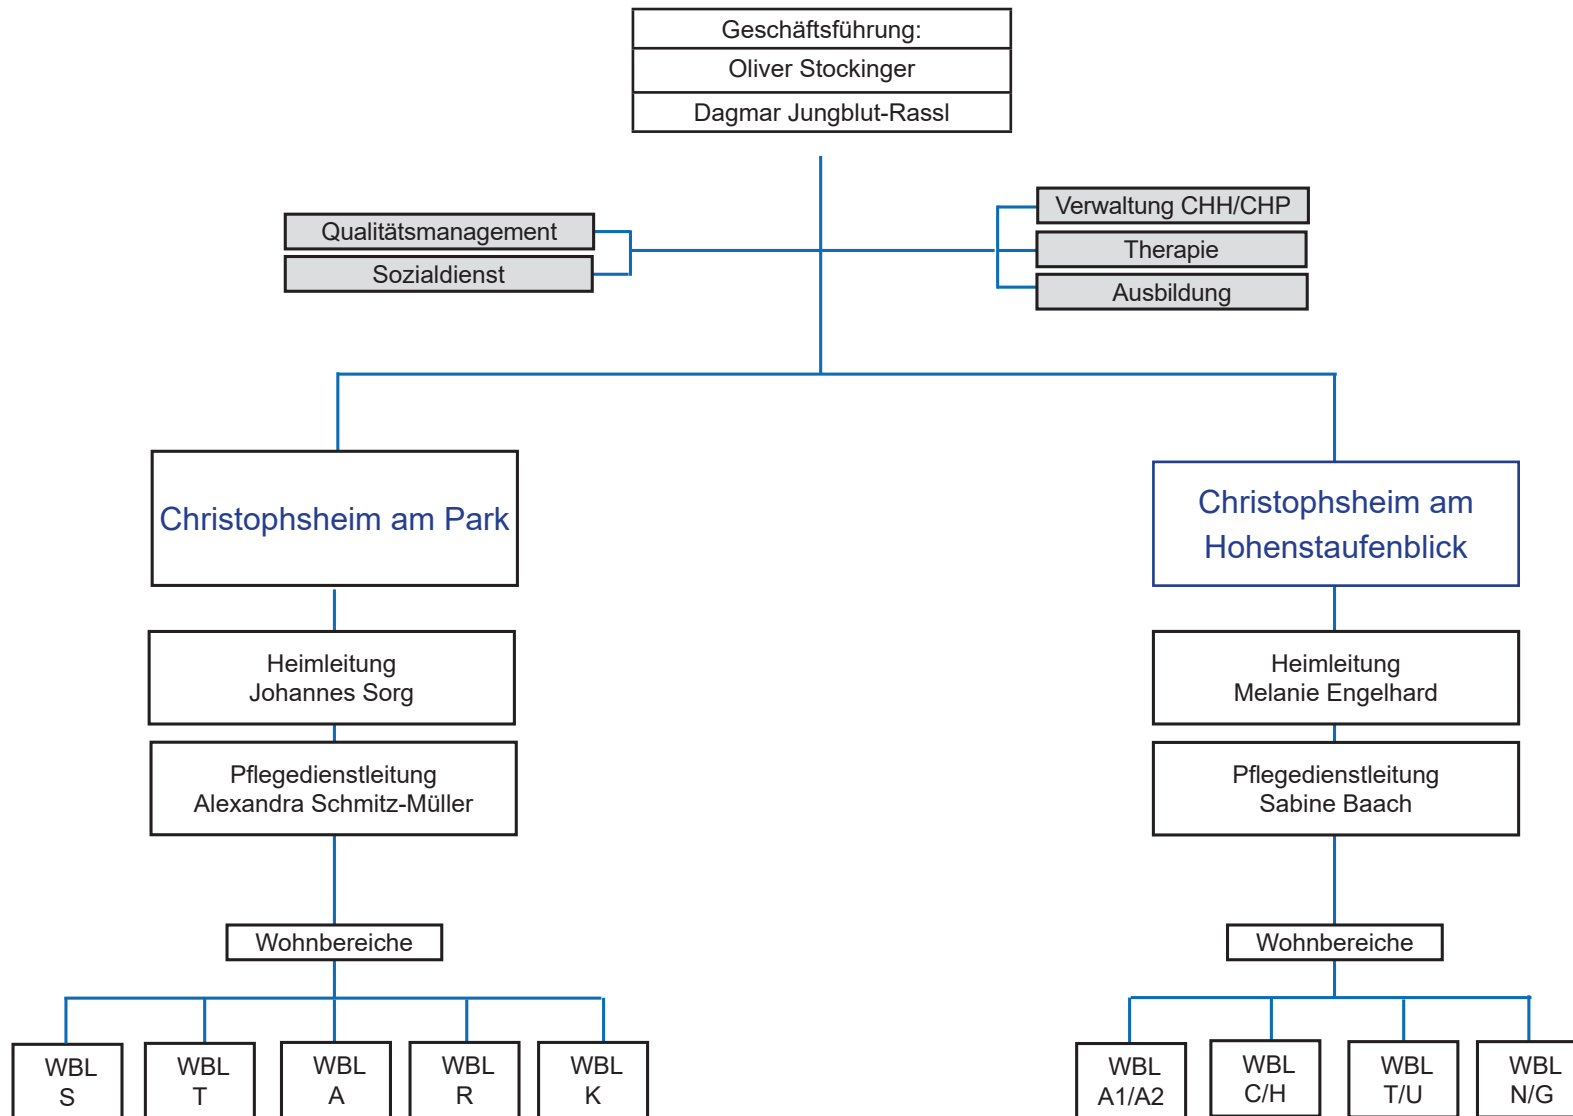 Geschäftsführung:
Oliver Stockinger
Dagmar Jungblut-Rassl
Qualitätsmanagement
Sozialdienst
Verwaltung CHH/CHP
Therapie
Ausbildung
Christophsheim am Park
Christophsheim am
Hohenstaufenblick
Heimleitung
Johannes Sorg
Heimleitung
Melanie Engelhard
Pflegedienstleitung
Alexandra Schmitz-Müller
Pflegedienstleitung
Sabine Baach
Wohnbereiche
Wohnbereiche
WBL
S
WBL
T
WBL
A
WBL
R
WBL
K
WBL
A1/A2
WBL
C/H
WBL
T/U
WBL
N/G